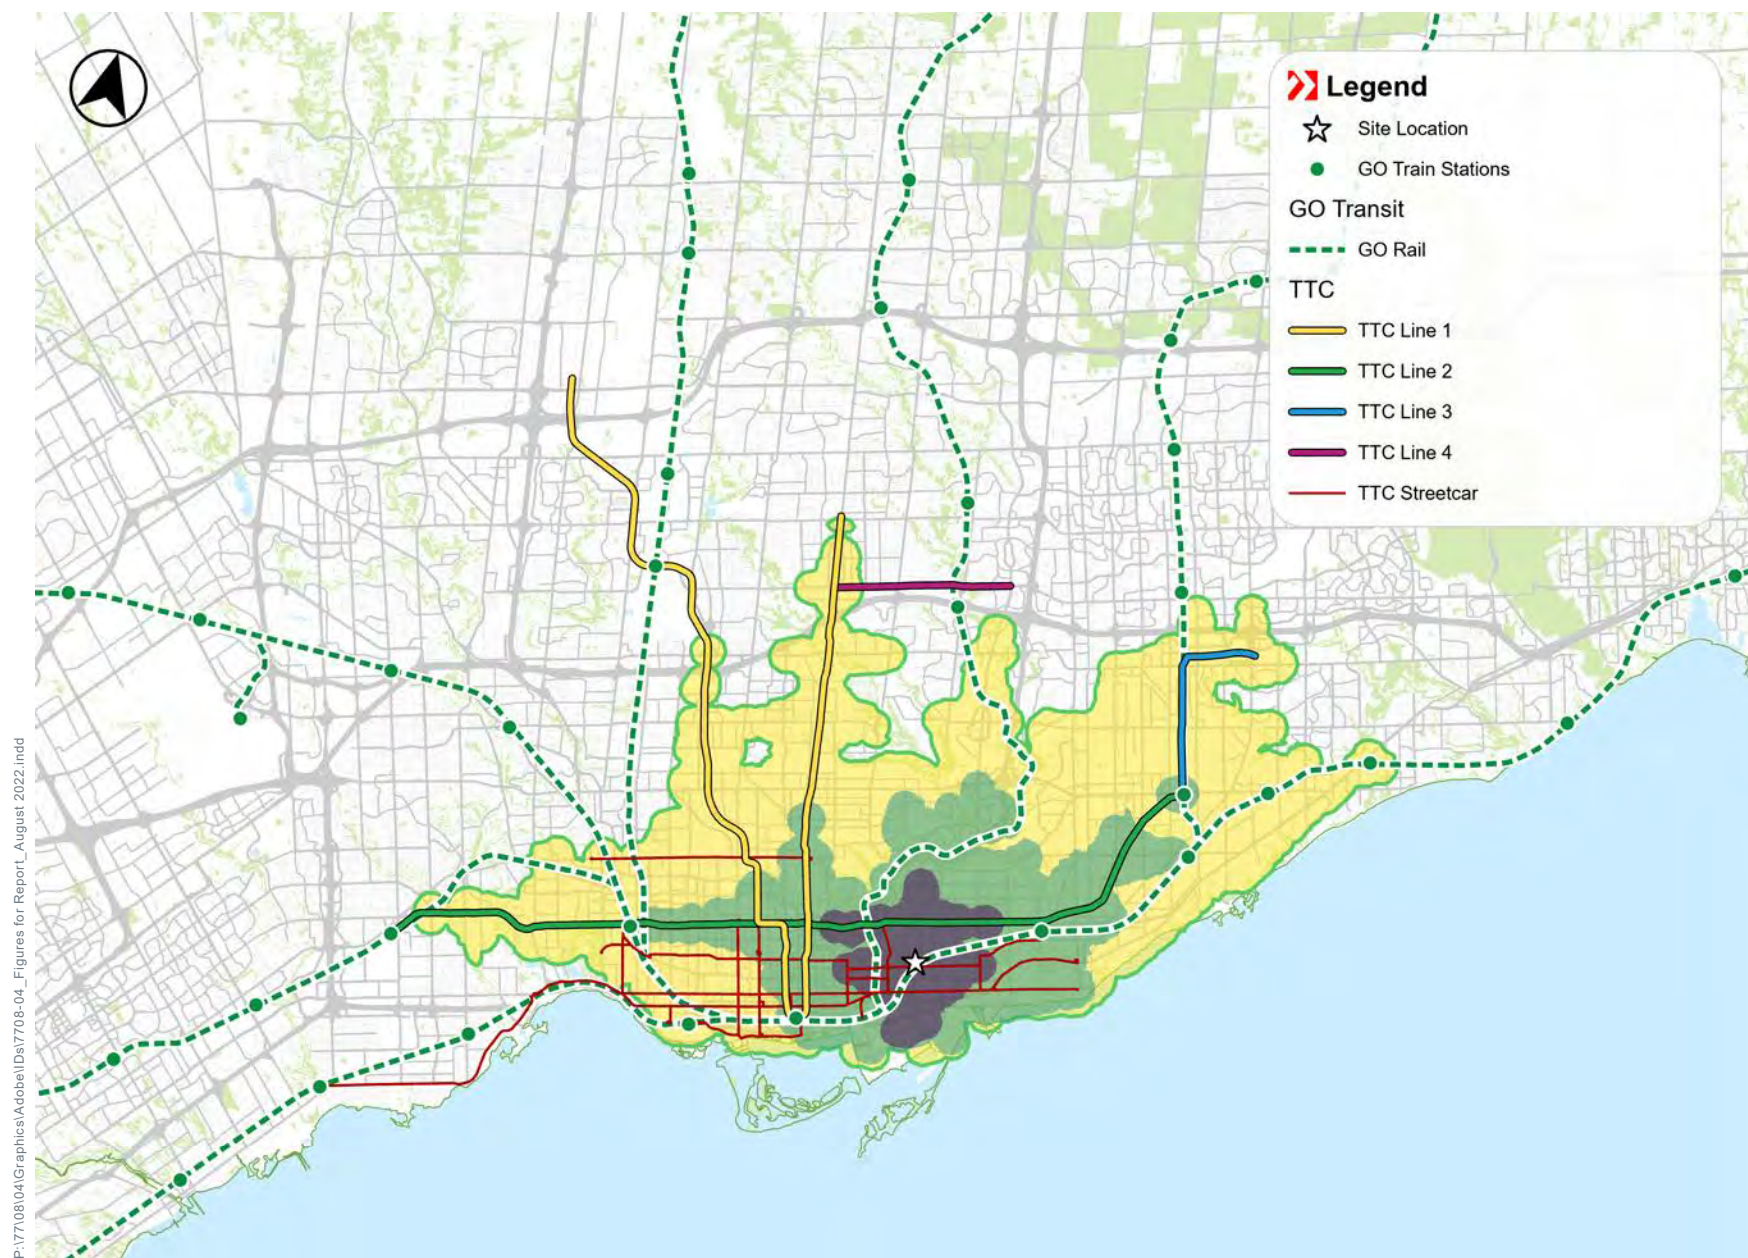 Legend
Site Location
GO Train Stations
GO Transit
GO Rail
TTC
TTC Line 1
TTC Line 2
TTC Line 3
TTC Line 4
TTC Streetcar
P:\77\08\04\Graphics\Adobe\IDs\7708-04_Figures for Report_August 2022.indd